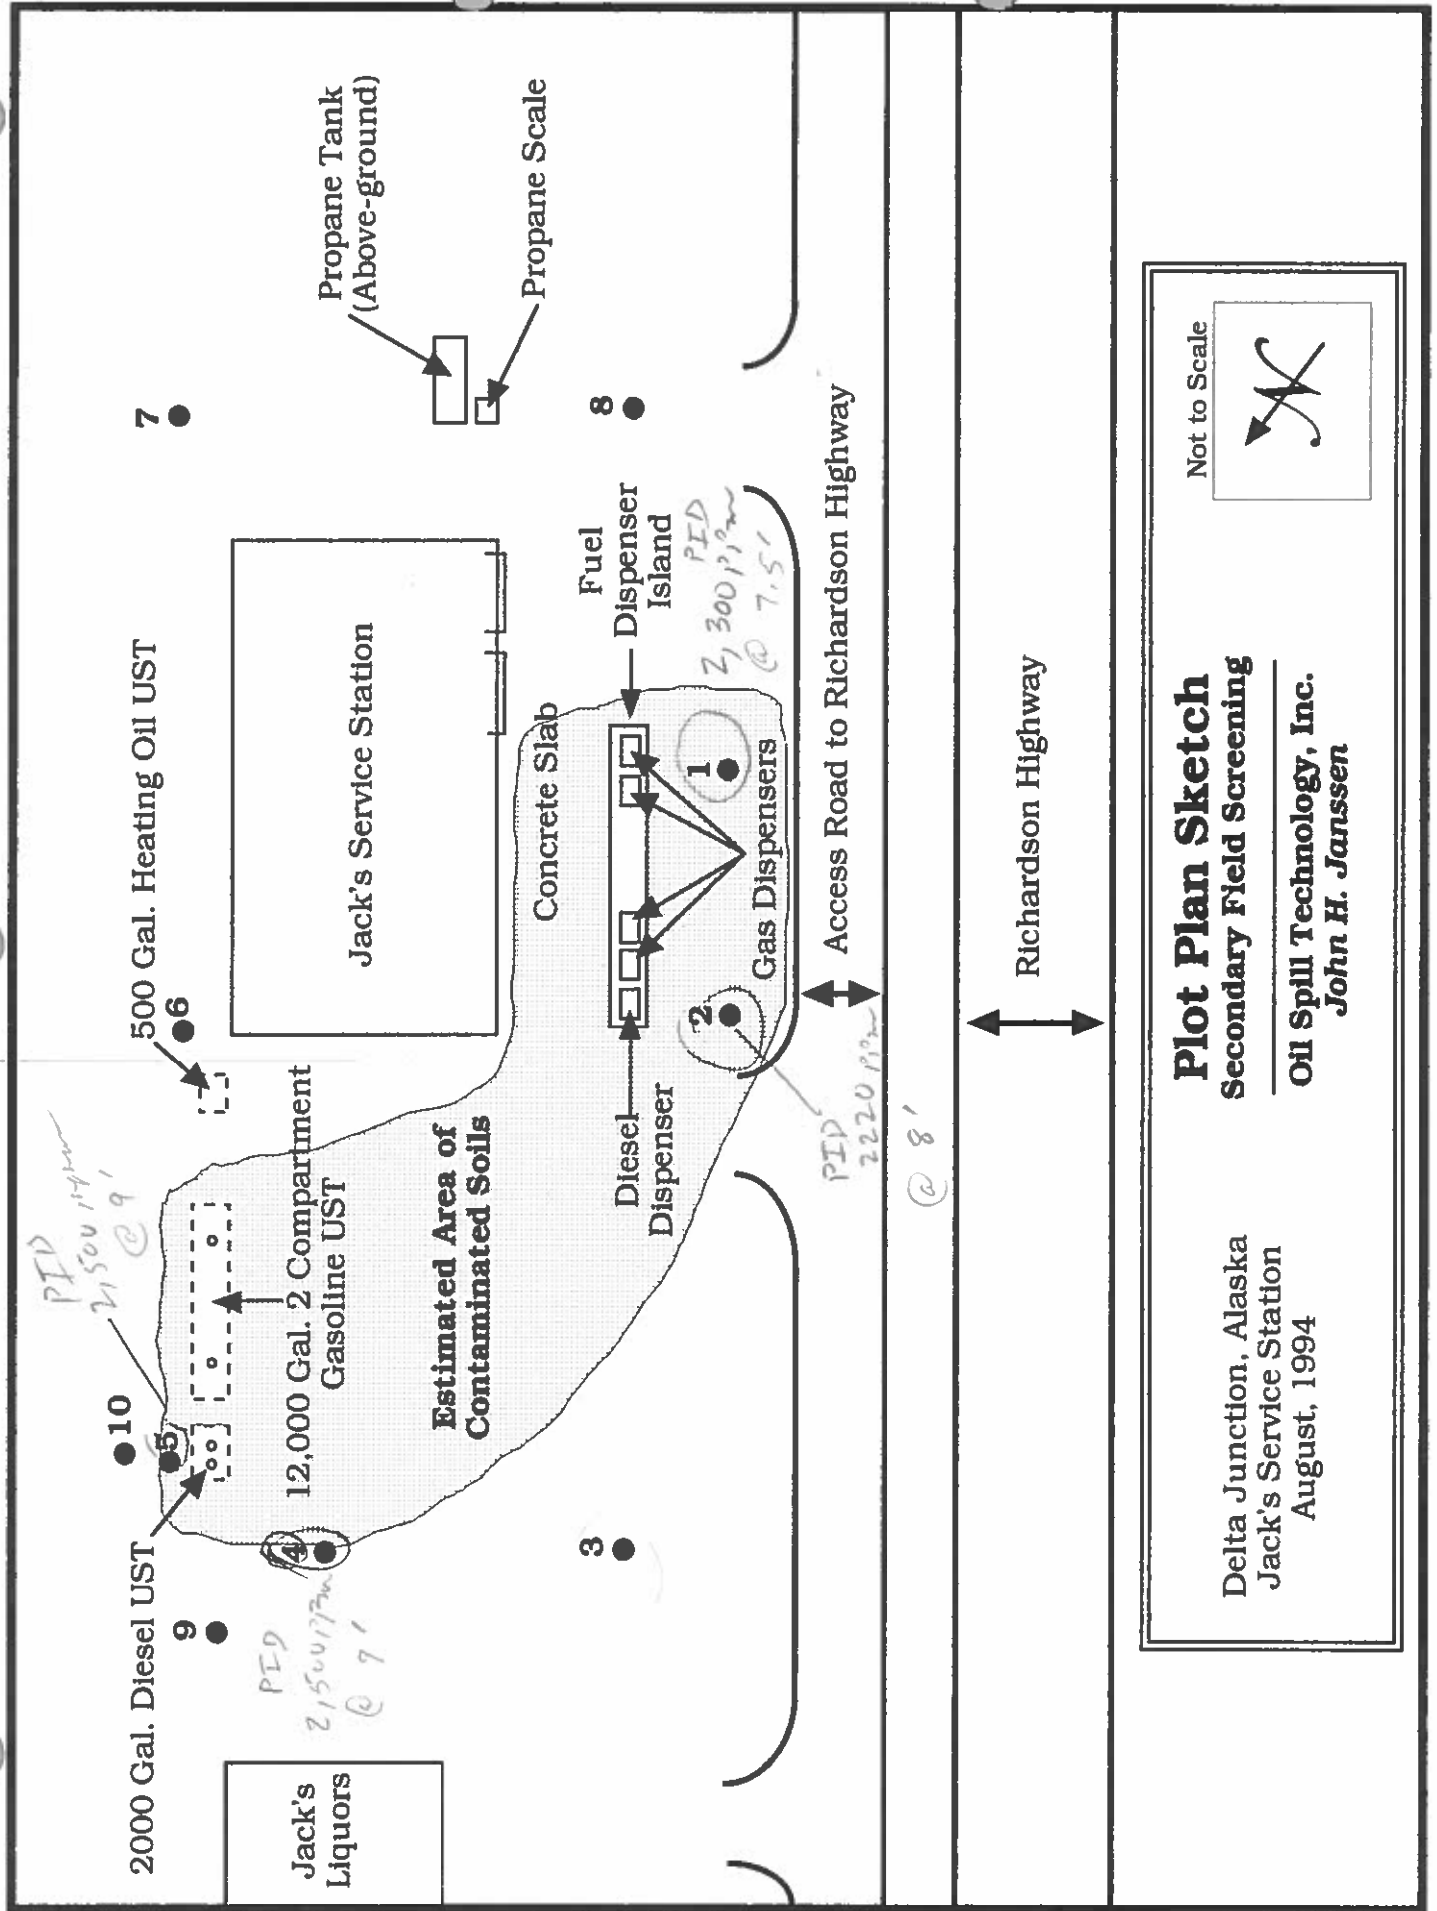 2000 Gal. Diesel UST
9
10
5
4
3
PID
2,500 ppm
@ 9'
PID
2,500 ppm
@ 7'
500 Gal. Heating Oil UST
6
7
8
Propane Tank
(Above-ground)
Propane Scale
Jack's
Liquors
12,000 Gal. 2 Compartment
Gasoline UST
Jack's Service Station
Estimated Area of
Contaminated Soils
Concrete Slab
Fuel
Dispenser
Island
Diesel
Dispenser
2
1
PID
2,300 ppm
@ 7.5'
Gas Dispensers
PID
2220 ppm
@ 8'
Access Road to Richardson Highway
Richardson Highway
Delta Junction, Alaska
Jack's Service Station
August, 1994
Plot Plan Sketch
Secondary Field Screening
Oil Spill Technology, Inc.
John H. Janssen
Not to Scale
N